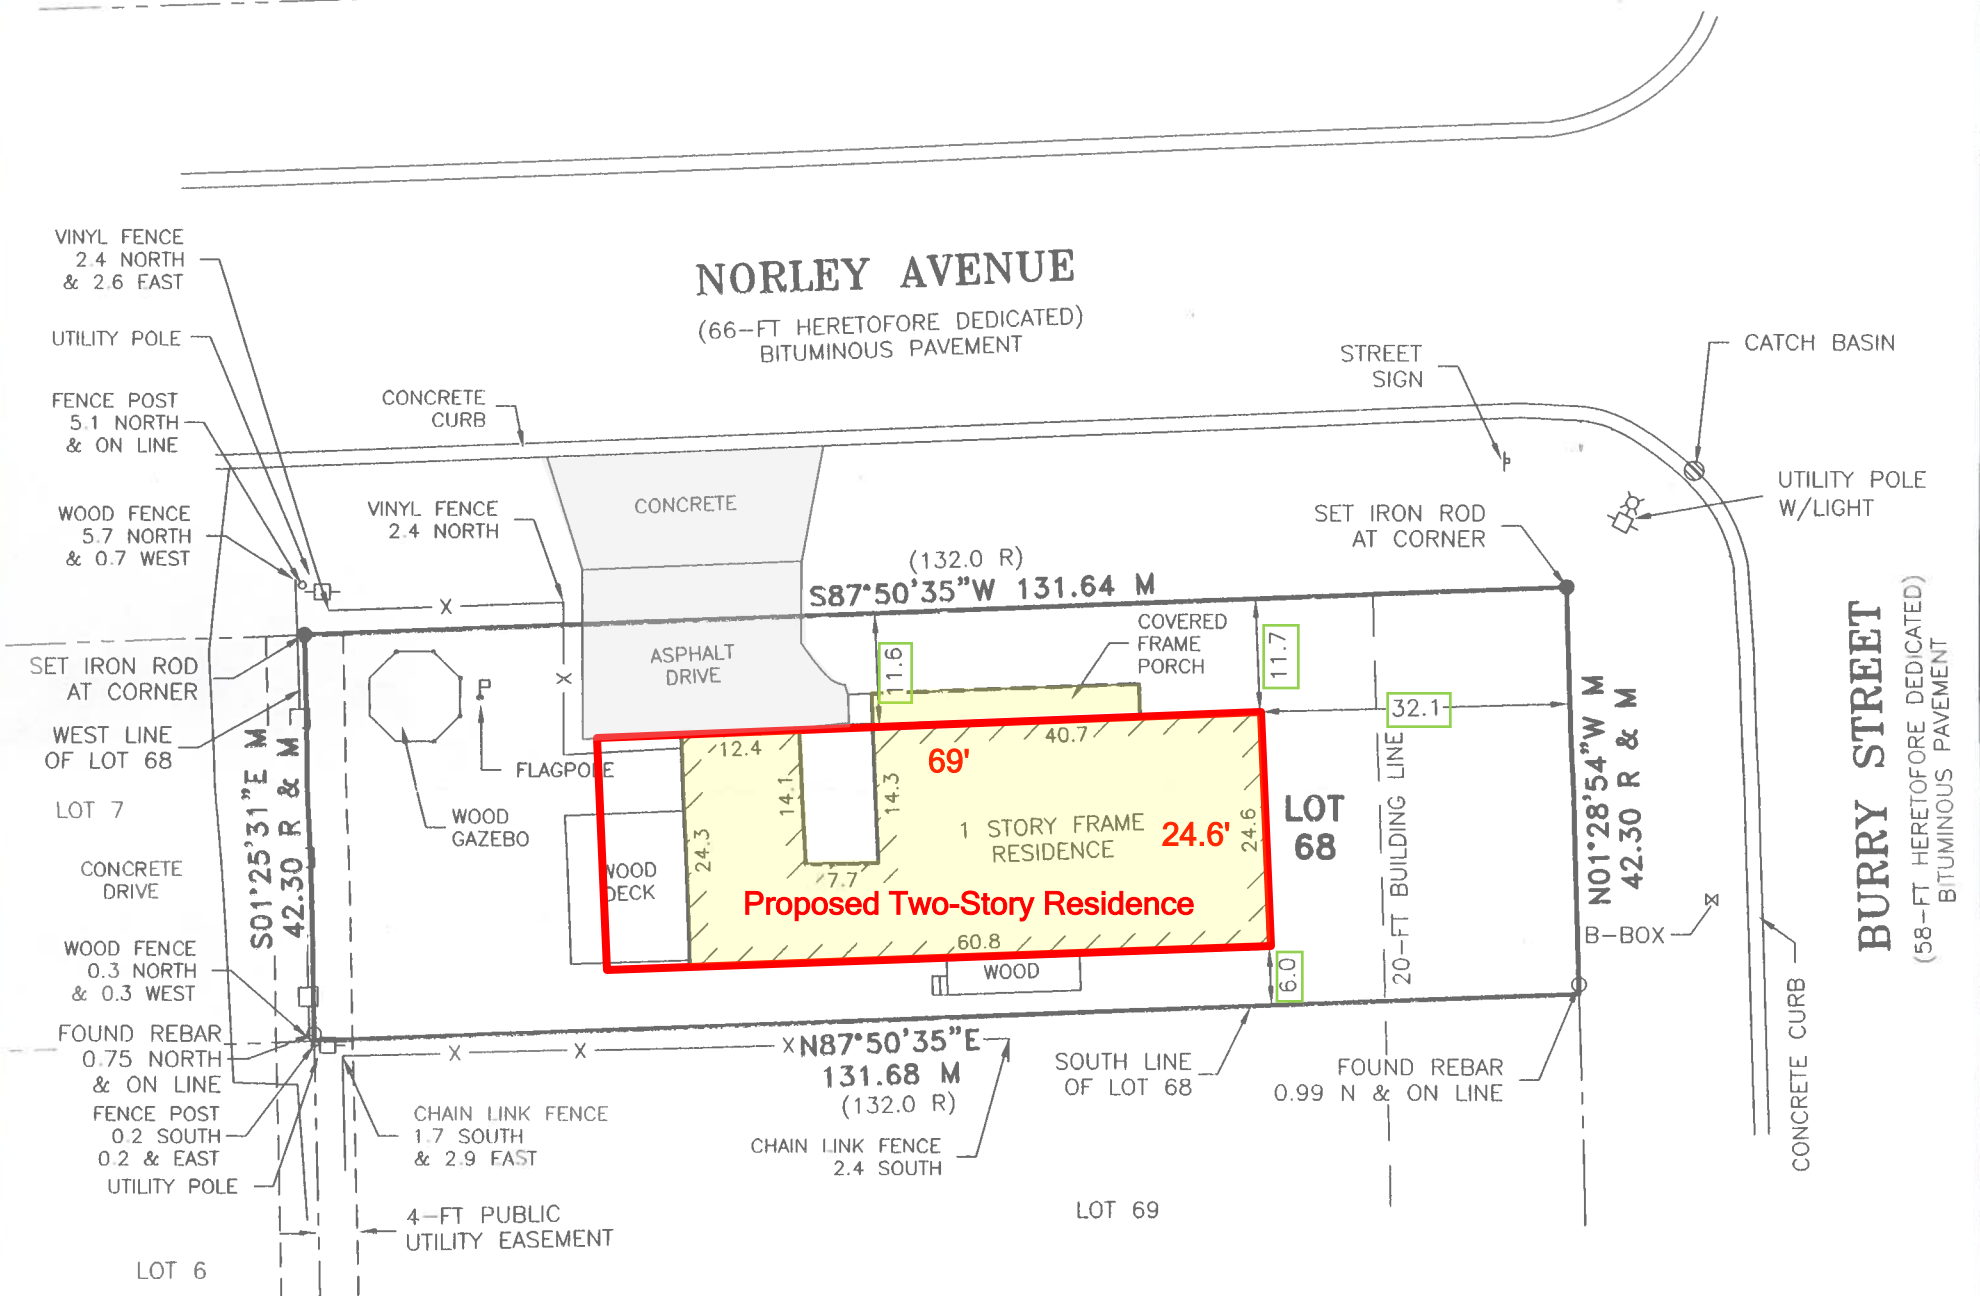 NORLEY AVENUE
(66-FT HERETOFORE DEDICATED)
BITUMINOUS PAVEMENT
VINYL FENCE
2.4 NORTH
& 2.6 EAST
UTILITY POLE
FENCE POST
5.1 NORTH
& ON LINE
WOOD FENCE
5.7 NORTH
& 0.7 WEST
CONCRETE
CURB
VINYL FENCE
2.4 NORTH
CONCRETE
STREET
SIGN
CATCH BASIN
UTILITY POLE
W/LIGHT
SET IRON ROD
AT CORNER
(132.0 R)
S87°50'35"W 131.64 M
X
X
ASPHALT
DRIVE
11.6
COVERED
FRAME
PORCH
11.7
32.1
SET IRON ROD
AT CORNER
WEST LINE
OF LOT 68
LOT 7
CONCRETE
DRIVE
S01°25'31"E M
42.30 R & M
FLAGPOLE
WOOD
GAZEBO
12.4
14.1
14.3
7.7
40.7
69'
24.3
24.6
24.6'
1 STORY FRAME
RESIDENCE
WOOD
DECK
Proposed Two-Story Residence
60.8
WOOD
6.0
LOT
68
20-FT BUILDING LINE
N01°28'54"W M
42.30 R & M
B-BOX
BURRY STREET
(58-FT HERETOFORE DEDICATED)
BITUMINOUS PAVEMENT
CONCRETE CURB
WOOD FENCE
0.3 NORTH
& 0.3 WEST
FOUND REBAR
0.75 NORTH
& ON LINE
FENCE POST
0.2 SOUTH
0.2 & EAST
UTILITY POLE
X
X
X
N87°50'35"E
131.68 M
(132.0 R)
CHAIN LINK FENCE
1.7 SOUTH
& 2.9 EAST
CHAIN LINK FENCE
2.4 SOUTH
SOUTH LINE
OF LOT 68
FOUND REBAR
0.99 N & ON LINE
4-FT PUBLIC
UTILITY EASEMENT
LOT 69
LOT 6